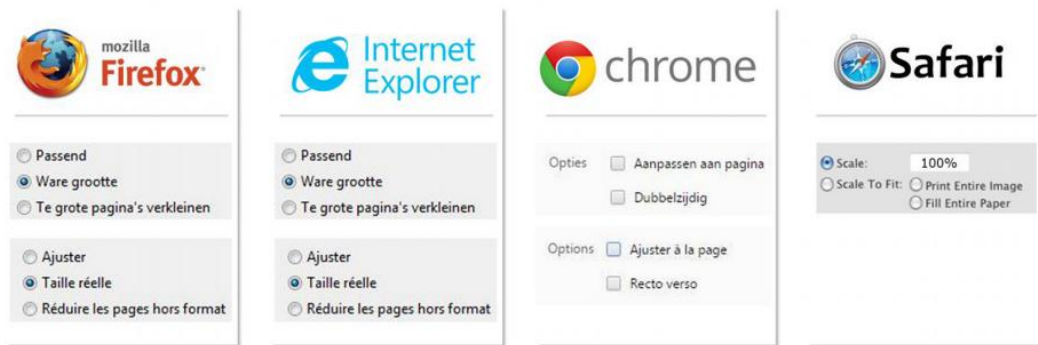 mozilla
Firefox
Passend
Ware grootte
Te grote pagina's verkleinen
Ajuster
Taille réelle
Réduire les pages hors format
Internet
Explorer
Passend
Ware grootte
Te grote pagina's verkleinen
Ajuster
Taille réelle
Réduire les pages hors format
chrome
Opties Aanpassen aan pagina
Dubbelzijdig
Options Ajuster à la page
Recto verso
Safari
Scale: 100%
Scale To Fit: Print Entire Image
Fill Entire Paper